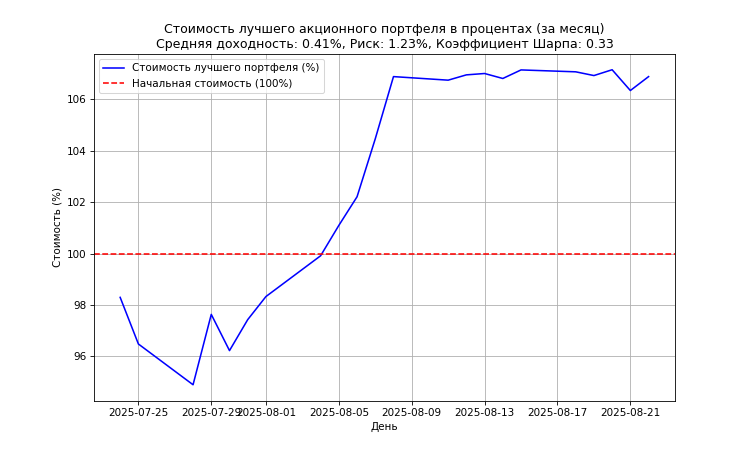 Стоимость лучшего акционного портфеля в процентах (за месяц)
Средняя доходность: 0.41%, Риск: 1.23%, Коэффициент Шарпа: 0.33
Стоимость лучшего портфеля (%)
Начальная стоимость (100%)
Стоимость (%)
106
104
102
100
98
96
2025-07-25 2025-07-29 2025-08-01 2025-08-05 2025-08-09 2025-08-13 2025-08-17 2025-08-21
День